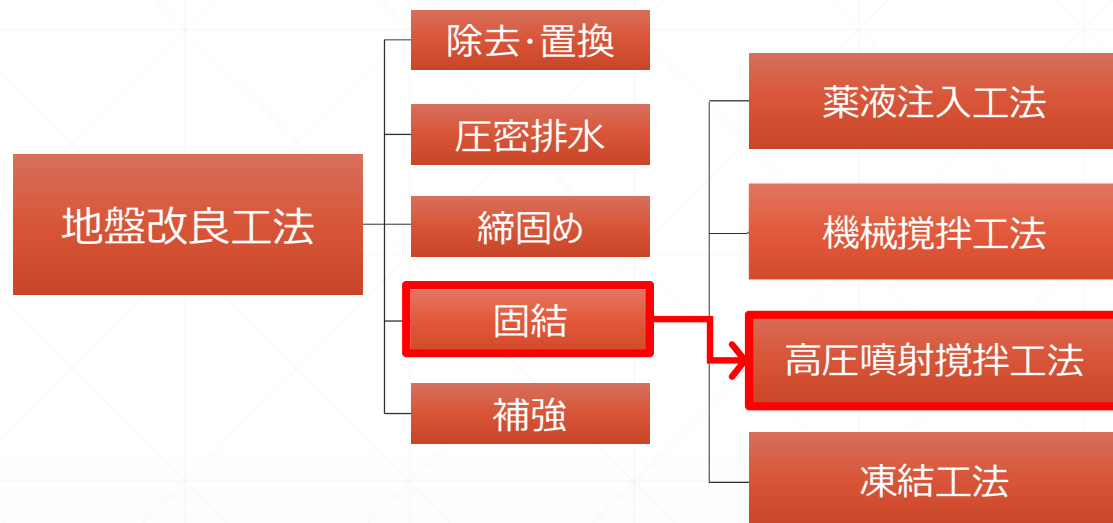 地盤改良工法
除去・置換
圧密排水
締固め
固結
補強
薬液注入工法
機械撹拌工法
高圧噴射撹拌工法
凍結工法